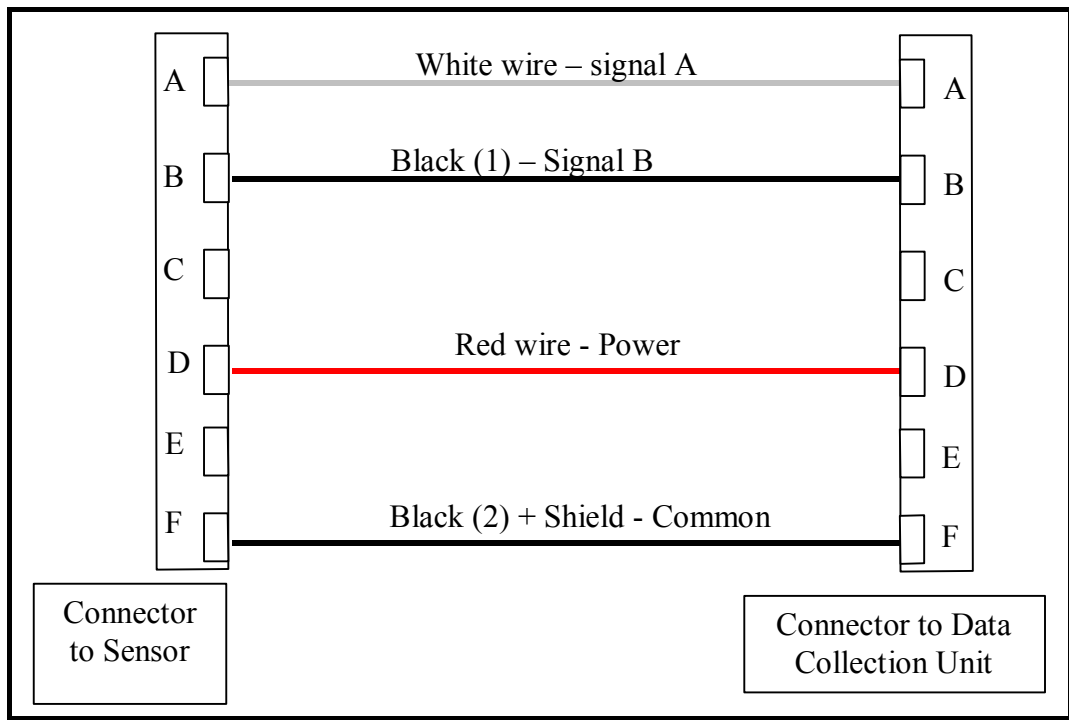 A
White wire – signal A
A
B
Black (1) – Signal B
B
C
C
D
Red wire - Power
D
E
E
F
Black (2) + Shield - Common
F
Connector
to Sensor
Connector to Data
Collection Unit